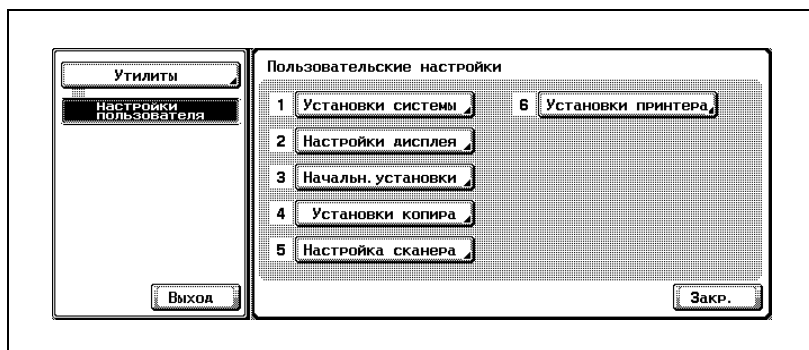 Утилиты
Настройки
пользователя
Выход
Пользовательские настройки
1 Установки системы
2 Настройки дисплея
3 Начальн.установки
4 Установки копира
5 Настройка сканера
6 Установки принтера
Закр.